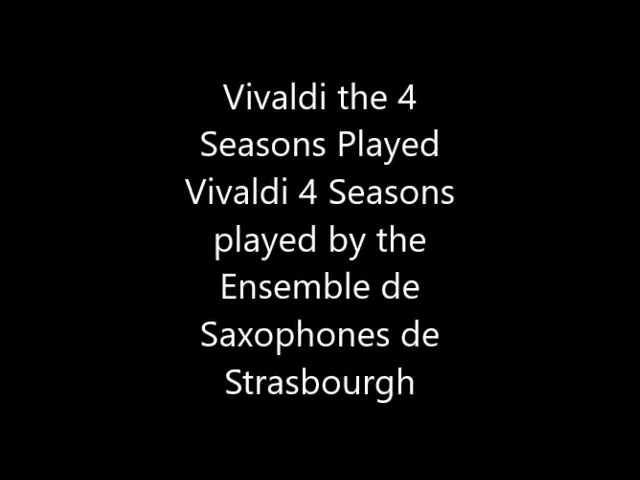 Vivaldi the 4
Seasons Played
Vivaldi 4 Seasons
played by the
Ensemble de
Saxophones de
Strasbourgh